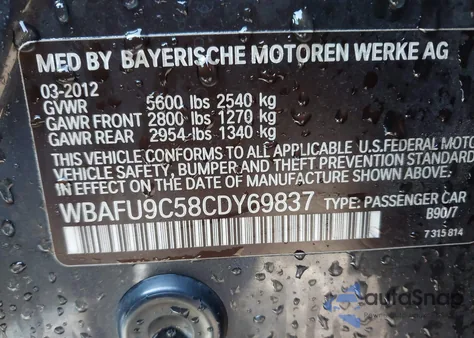 MFD BY BAYERISCHE MOTOREN WERKE AG
03-2012
GVWR 5600 lbs 2540 kg
GAWR FRONT 2800 lbs 1270 kg
GAWR REAR 2954 lbs 1340 kg
THIS VEHICLE CONFORMS TO ALL APPLICABLE U.S.FEDERAL MOTO
VEHICLE SAFETY, BUMPER AND THEFT PREVENTION STANDARD
IN EFFECT ON THE DATE OF MANUFACTURE SHOWN ABOVE.
WBAFU9C58CDY69837 TYPE: PASSENGER CAR
B90/7
7 315 814
autoSnap